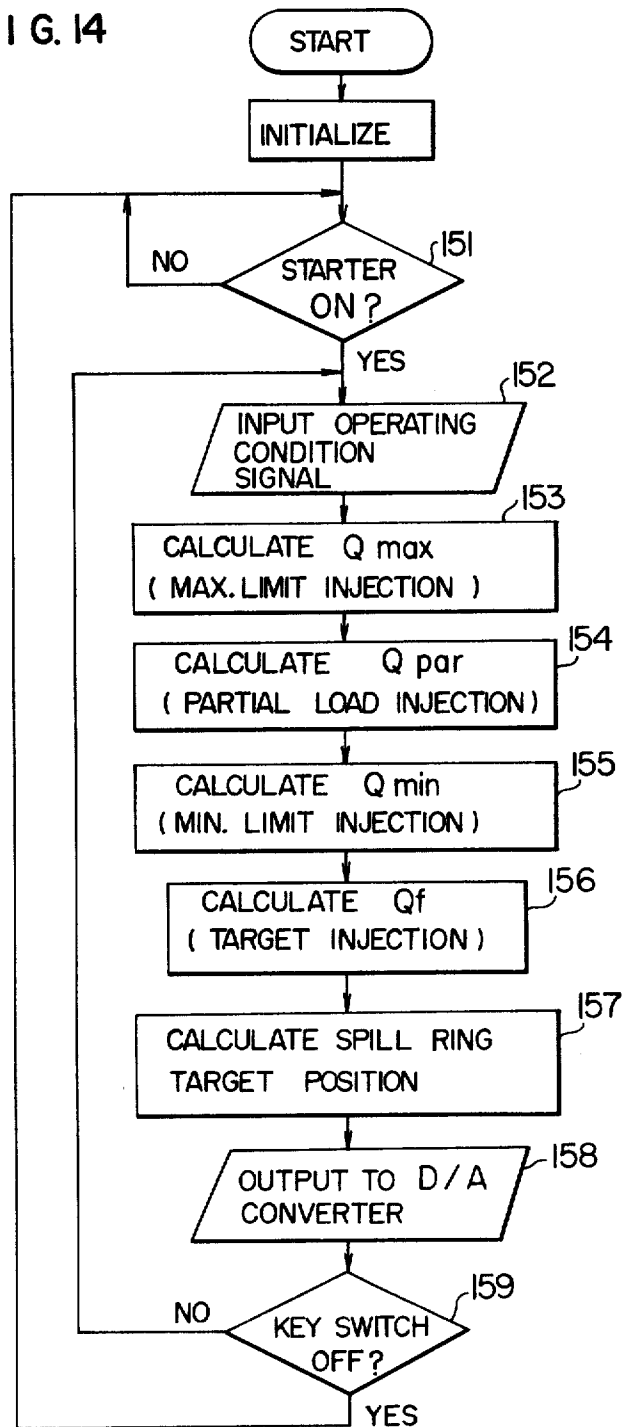 I G. 14
START
INITIALIZE
151
NO
STARTER
ON?
YES
152
INPUT OPERATING
CONDITION
SIGNAL
153
CALCULATE Q max
( MAX. LIMIT INJECTION )
154
CALCULATE Q par
( PARTIAL LOAD INJECTION )
155
CALCULATE Q min
( MIN. LIMIT INJECTION )
156
CALCULATE Qf
( TARGET INJECTION )
157
CALCULATE SPILL RING
TARGET POSITION
158
OUTPUT TO D/A
CONVERTER
159
NO
KEY SWITCH
OFF?
YES